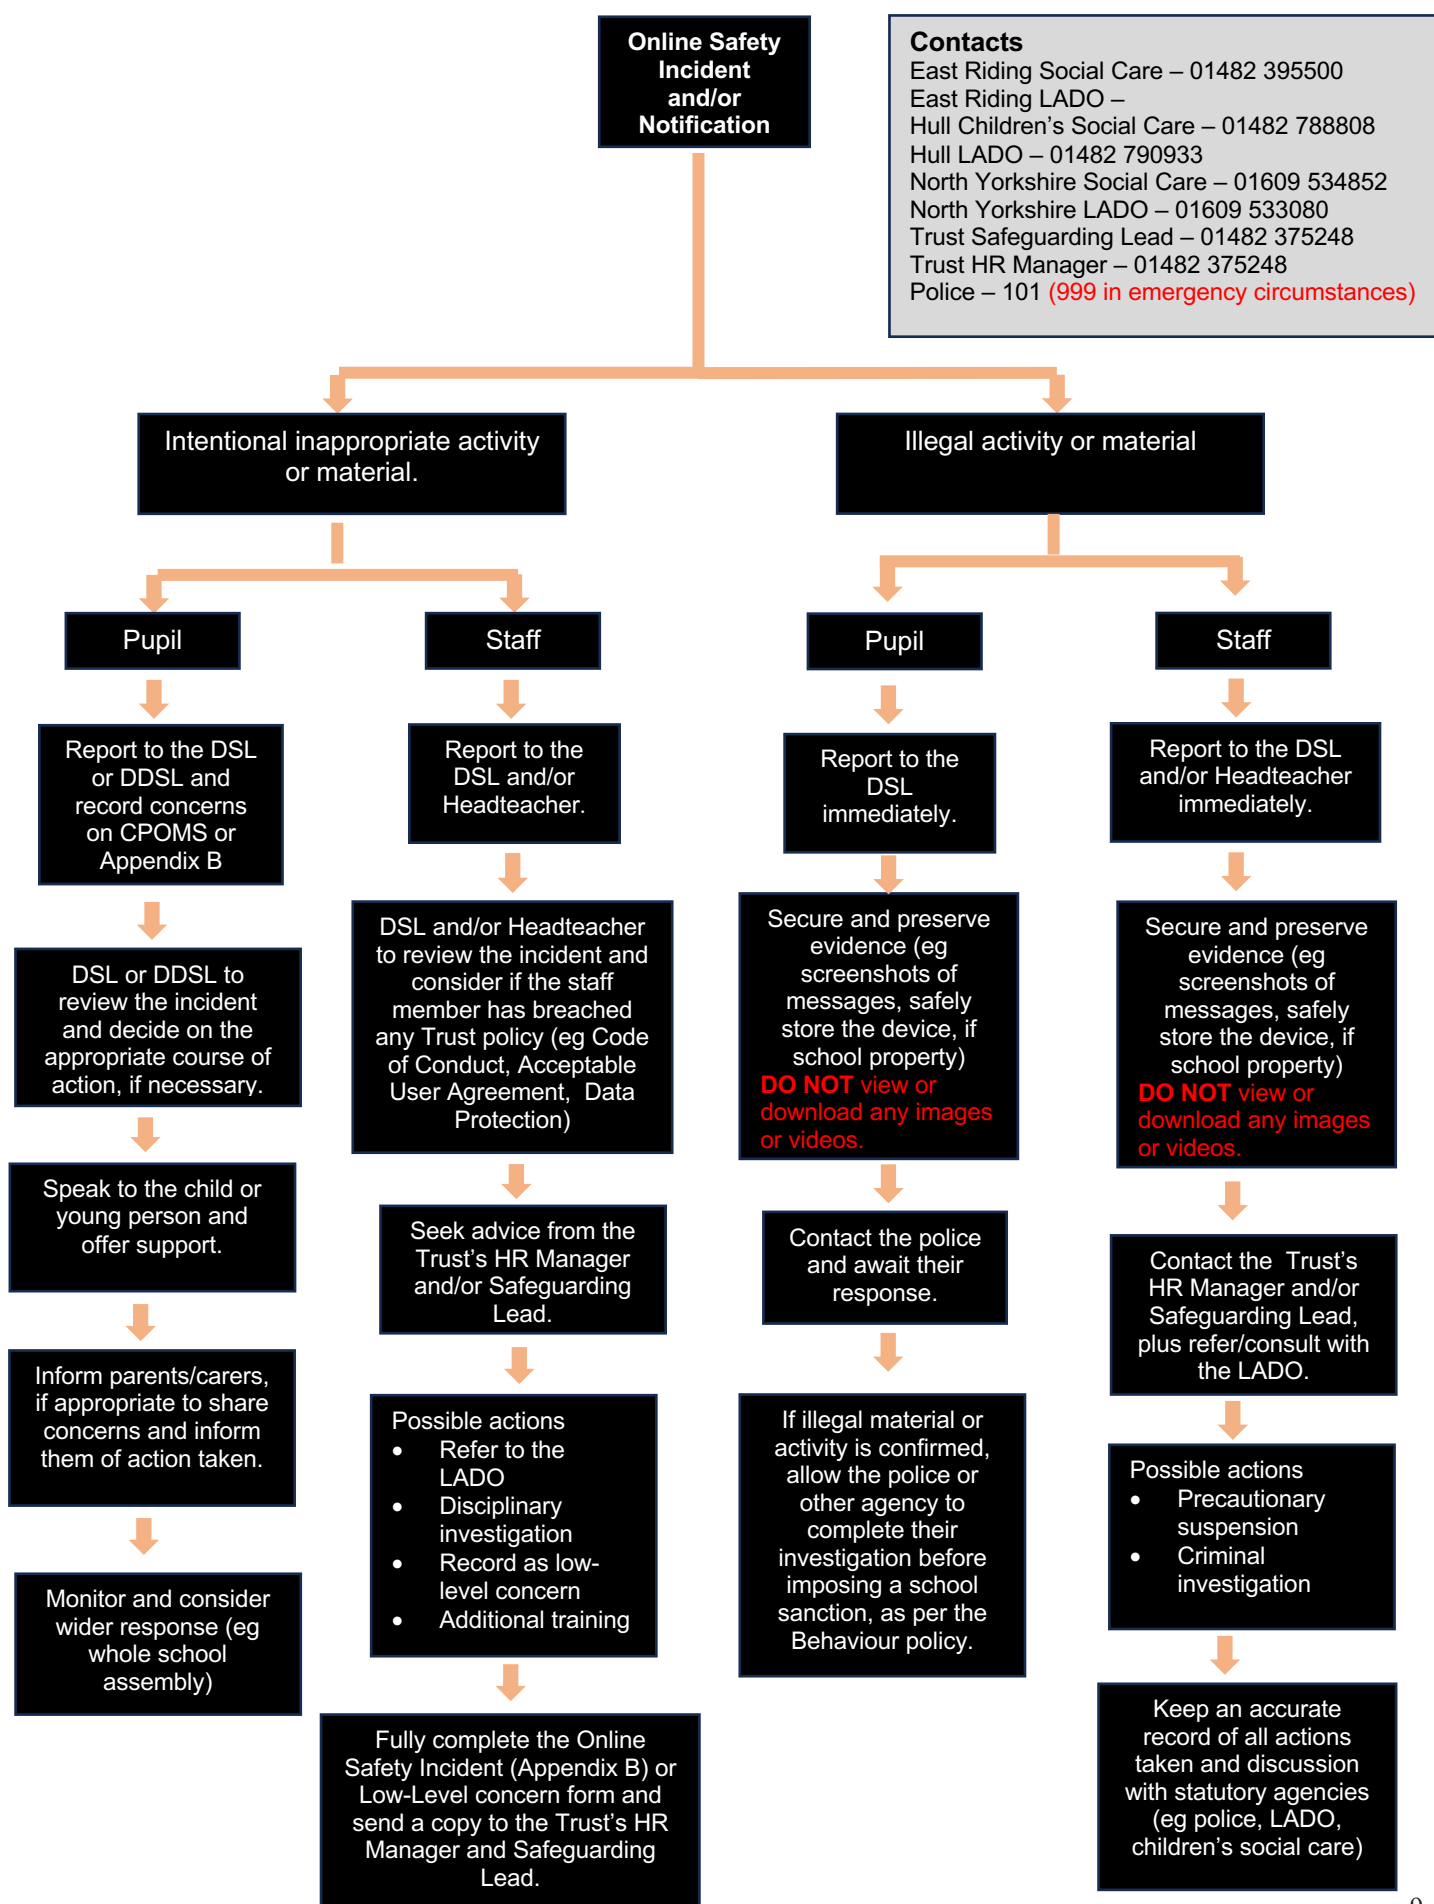 Online Safety
Incident
and/or
Notification
Contacts
East Riding Social Care – 01482 395500
East Riding LADO –
Hull Children’s Social Care – 01482 788808
Hull LADO – 01482 790933
North Yorkshire Social Care – 01609 534852
North Yorkshire LADO – 01609 533080
Trust Safeguarding Lead – 01482 375248
Trust HR Manager – 01482 375248
Police – 101 (999 in emergency circumstances)
Intentional inappropriate activity
or material.
Illegal activity or material
Pupil
Staff
Pupil
Staff
Report to the DSL
or DDSL and
record concerns
on CPOMS or
Appendix B
DSL or DDSL to
review the incident
and decide on the
appropriate course of
action, if necessary.
Speak to the child or
young person and
offer support.
Inform parents/carers,
if appropriate to share
concerns and inform
them of action taken.
Monitor and consider
wider response (eg
whole school
assembly)
Report to the
DSL and/or
Headteacher.
DSL and/or Headteacher
to review the incident and
consider if the staff
member has breached
any Trust policy (eg Code
of Conduct, Acceptable
User Agreement,  Data
Protection)
Seek advice from the
Trust’s HR Manager
and/or Safeguarding
Lead.
Possible actions
• Refer to the
LADO
• Disciplinary
investigation
• Record as low-
level concern
• Additional training
Fully complete the Online
Safety Incident (Appendix B) or
Low-Level concern form and
send a copy to the Trust’s HR
Manager and Safeguarding
Lead.
Report to the
DSL
immediately.
Secure and preserve
evidence (eg
screenshots of
messages, safely
store the device, if
school property)
DO NOT view or
download any images
or videos.
Contact the police
and await their
response.
If illegal material or
activity is confirmed,
allow the police or
other agency to
complete their
investigation before
imposing a school
sanction, as per the
Behaviour policy.
Report to the DSL
and/or Headteacher
immediately.
Secure and preserve
evidence (eg
screenshots of
messages, safely
store the device, if
school property)
DO NOT view or
download any images
or videos.
Contact the  Trust’s
HR Manager and/or
Safeguarding Lead,
plus refer/consult with
the LADO.
Possible actions
• Precautionary
suspension
• Criminal
investigation
Keep an accurate
record of all actions
taken and discussion
with statutory agencies
(eg police, LADO,
children’s social care)